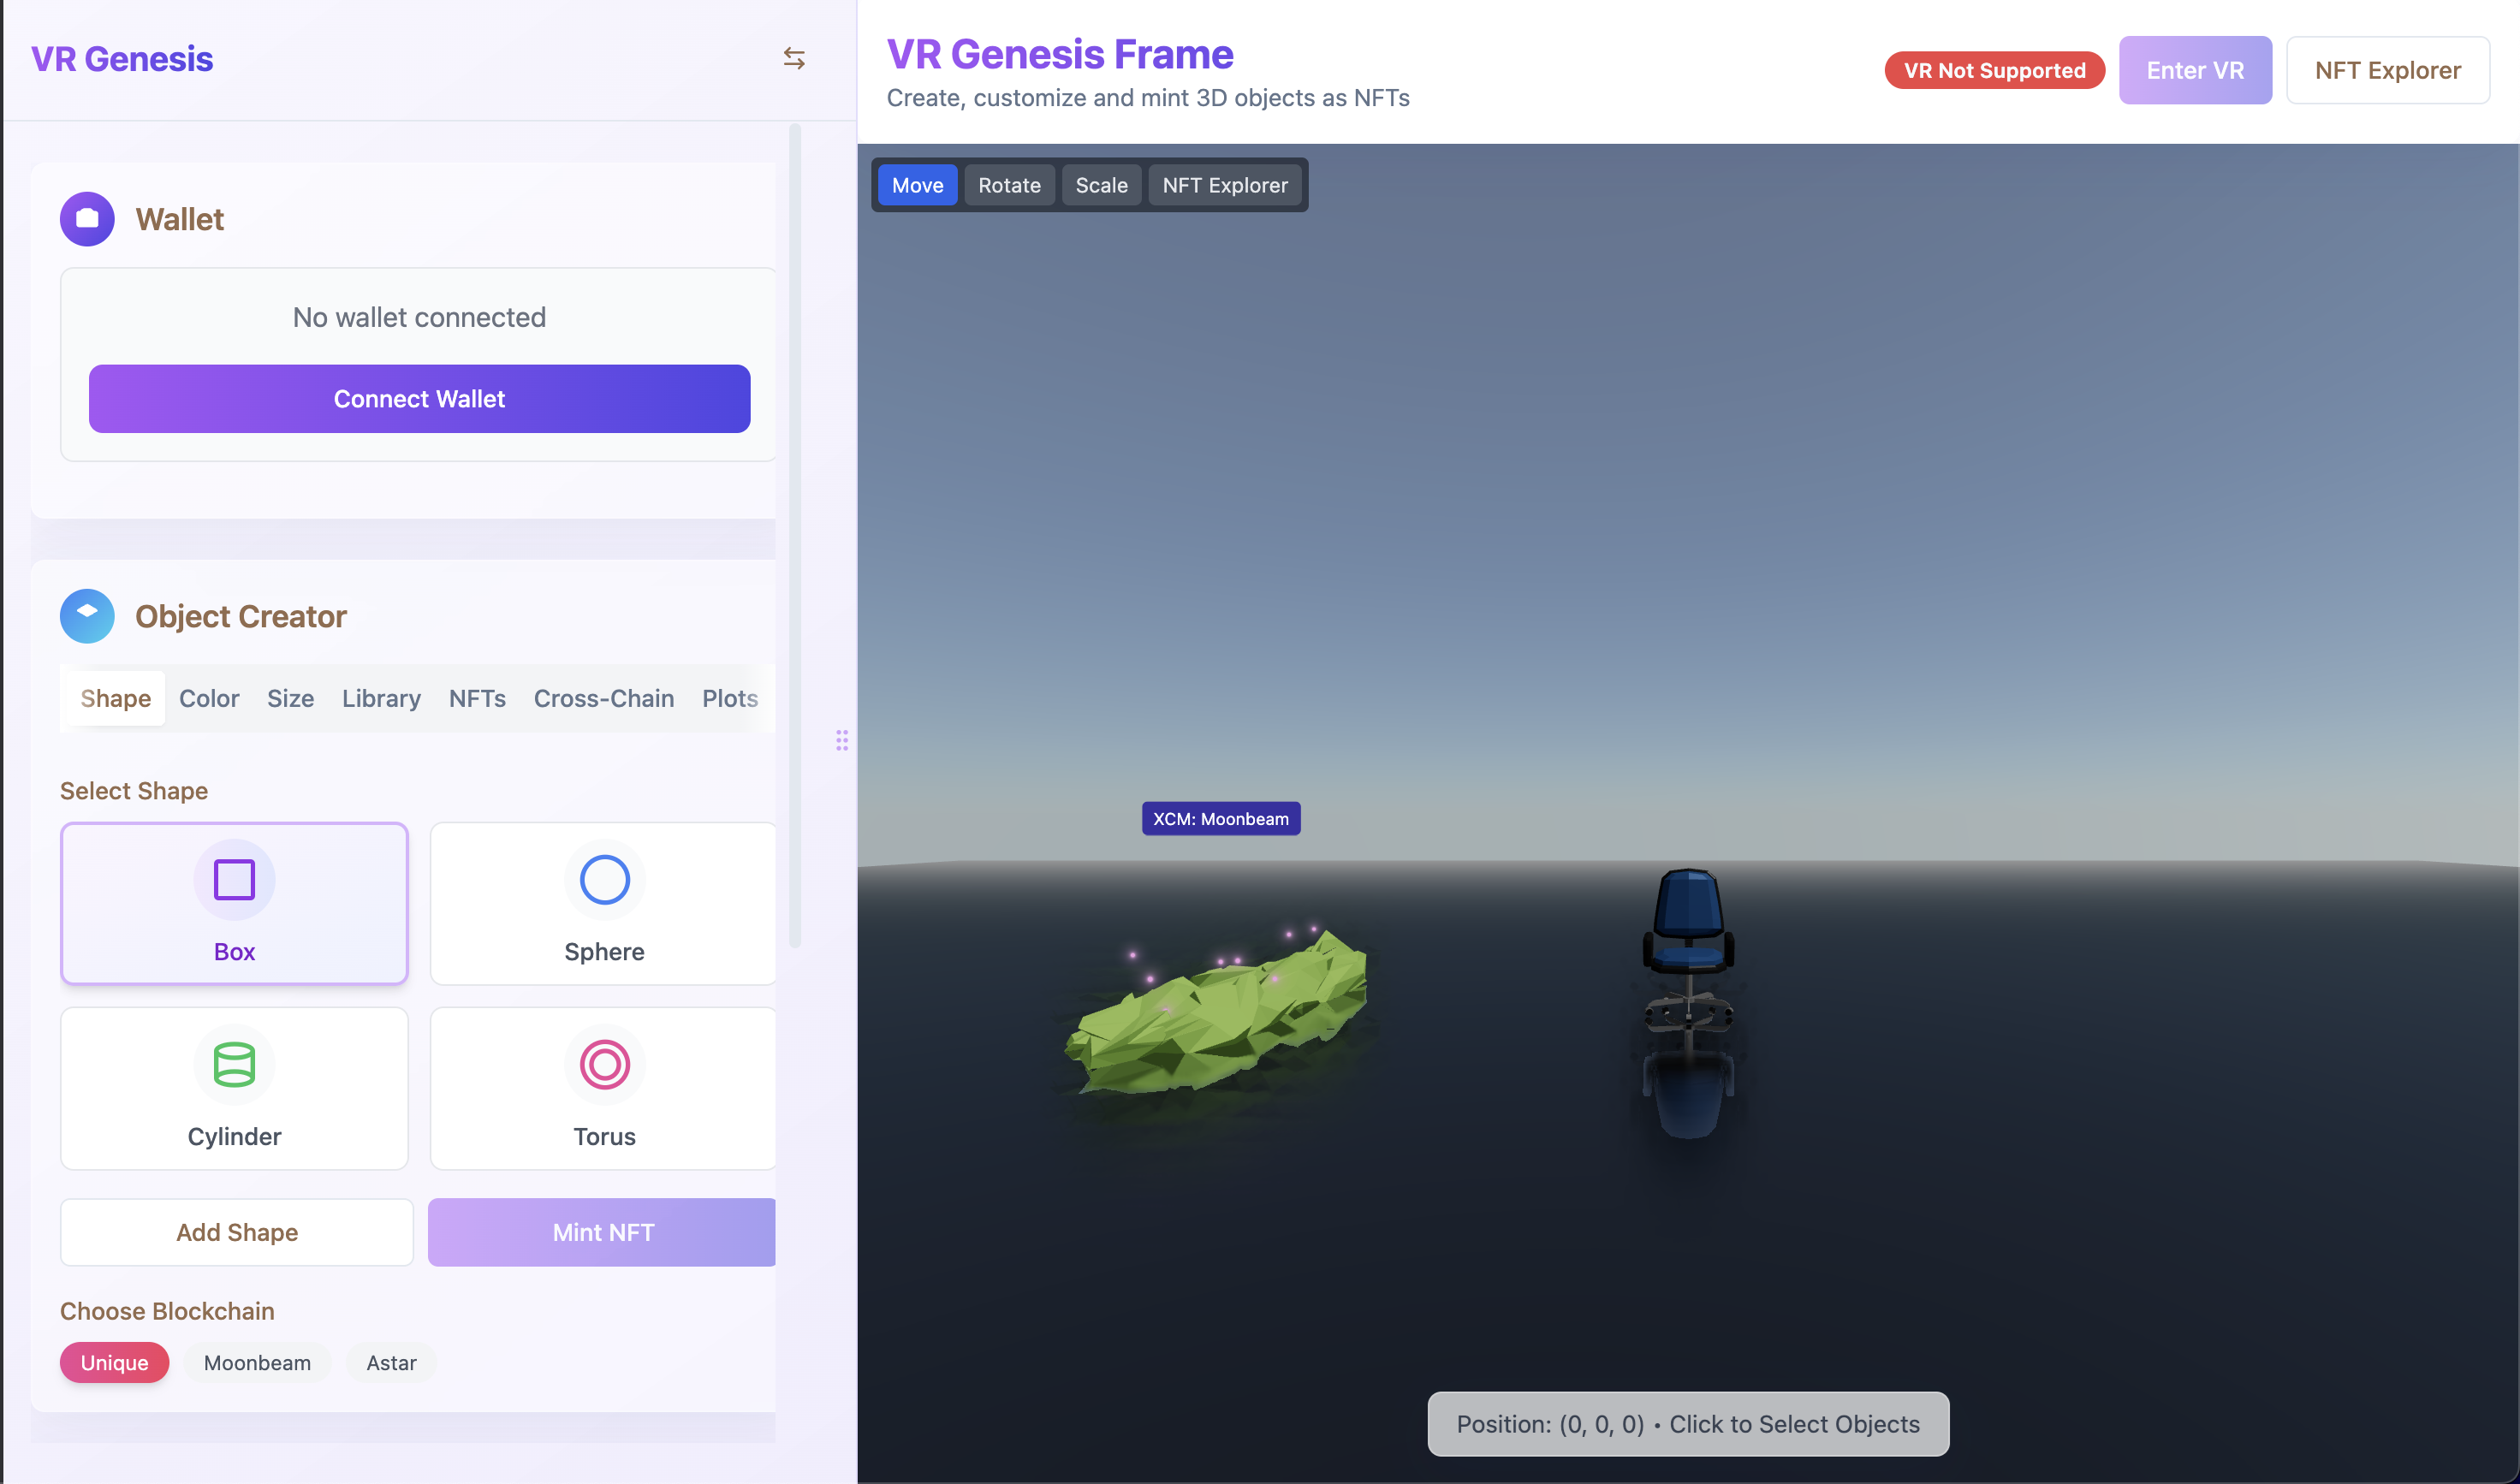 VR Genesis
Wallet
No wallet connected
Connect Wallet
Object Creator
Shape Color Size Library NFTs Cross-Chain Plots
Select Shape
Box
Sphere
Cylinder
Torus
Add Shape
Mint NFT
Choose Blockchain
Unique Moonbeam Astar
VR Genesis Frame
Create, customize and mint 3D objects as NFTs
VR Not Supported
Enter VR
NFT Explorer
Move Rotate Scale NFT Explorer
XCM: Moonbeam
Position: (0, 0, 0) • Click to Select Objects